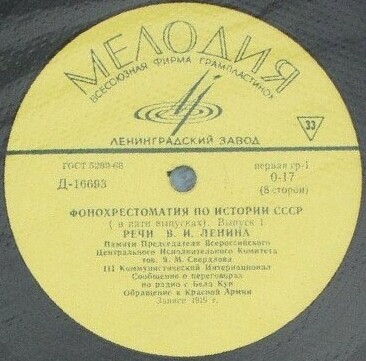 МЕЛОДИЯ
ВСЕСОЮЗНАЯ ФИРМА ГРАМПЛАСТИНОК
ЛЕНИНГРАДСКИЙ ЗАВОД
33
ГОСТ 5289-68
первая гр-1
Д-16693
0-17
(8 сторон)
ФОНОХРЕСТОМАТИЯ ПО ИСТОРИИ СССР
(в пяти выпусках). Выпуск 1
РЕЧИ В. И. ЛЕНИНА
Памяти Председателя Всероссийского
Центрального Исполнительного Комитета
тов. Я. М. Свердлова
III Коммунистический Интернационал
Сообщение о переговорах
по радио с Бела Кун
Обращение к Красной Армии
Записи 1919 г.